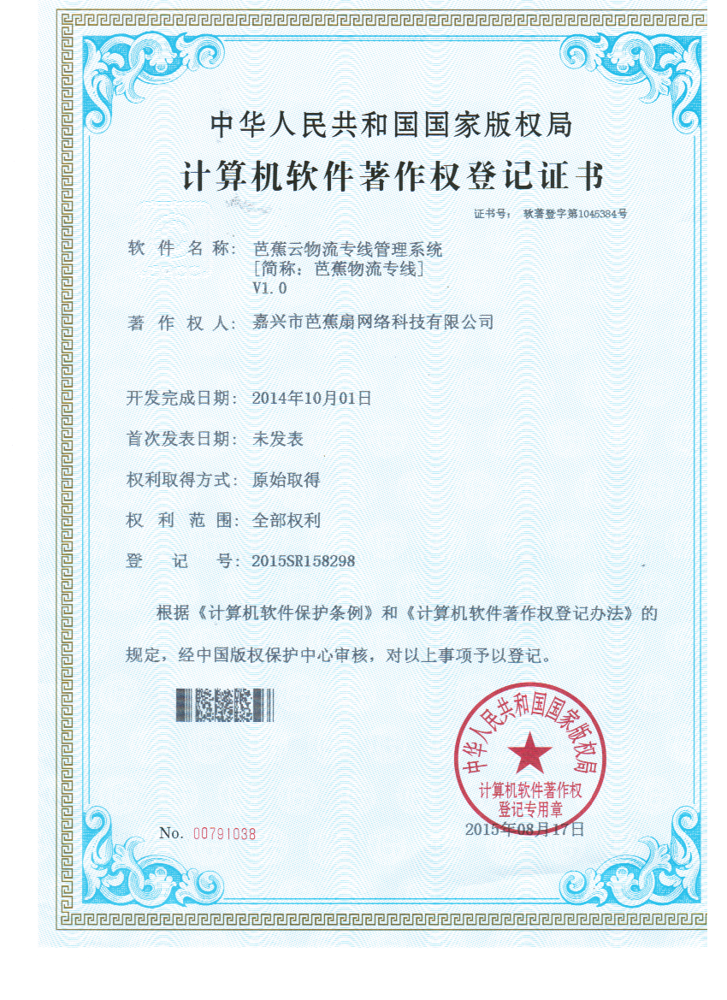 中华人民共和国国家版权局
计算机软件著作权登记证书
证书号： 软著登字第1045384号
软件名称： 芭蕉云物流专线管理系统
[简称：芭蕉物流专线]
V1.0
著作权人： 嘉兴市芭蕉扇网络科技有限公司
开发完成日期： 2014年10月01日
首次发表日期： 未发表
权利取得方式： 原始取得
权利范围： 全部权利
登记号： 2015SR158298
根据《计算机软件保护条例》和《计算机软件著作权登记办法》的
规定，经中国版权保护中心审核，对以上事项予以登记。
中华人民共和国国家版权局
计算机软件著作权
登记专用章
No. 00791038
2015年08月17日